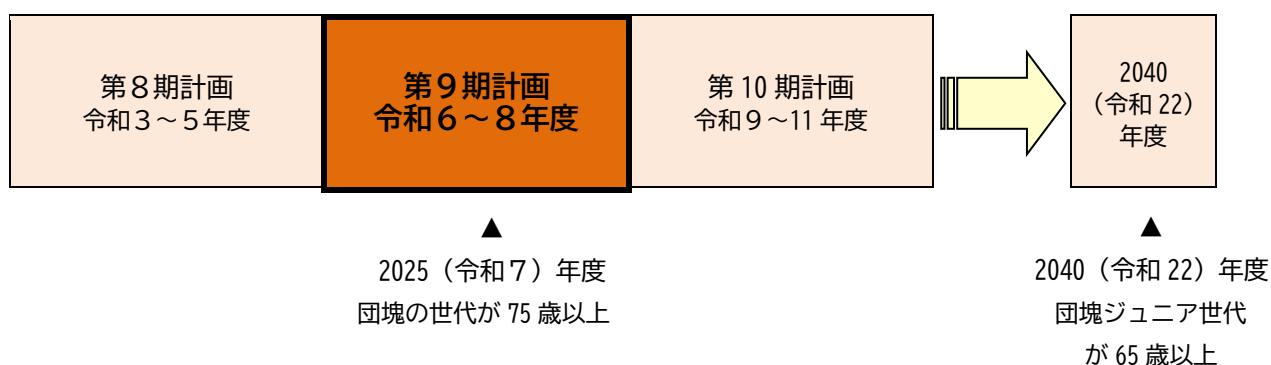 第８期計画
令和３～５年度
第９期計画
令和６～８年度
第 10 期計画
令和９～11 年度
2040
（令和 22）
年度
▲
2025（令和７）年度
団塊の世代が 75 歳以上
▲
2040（令和 22）年度
団塊ジュニア世代
が 65 歳以上